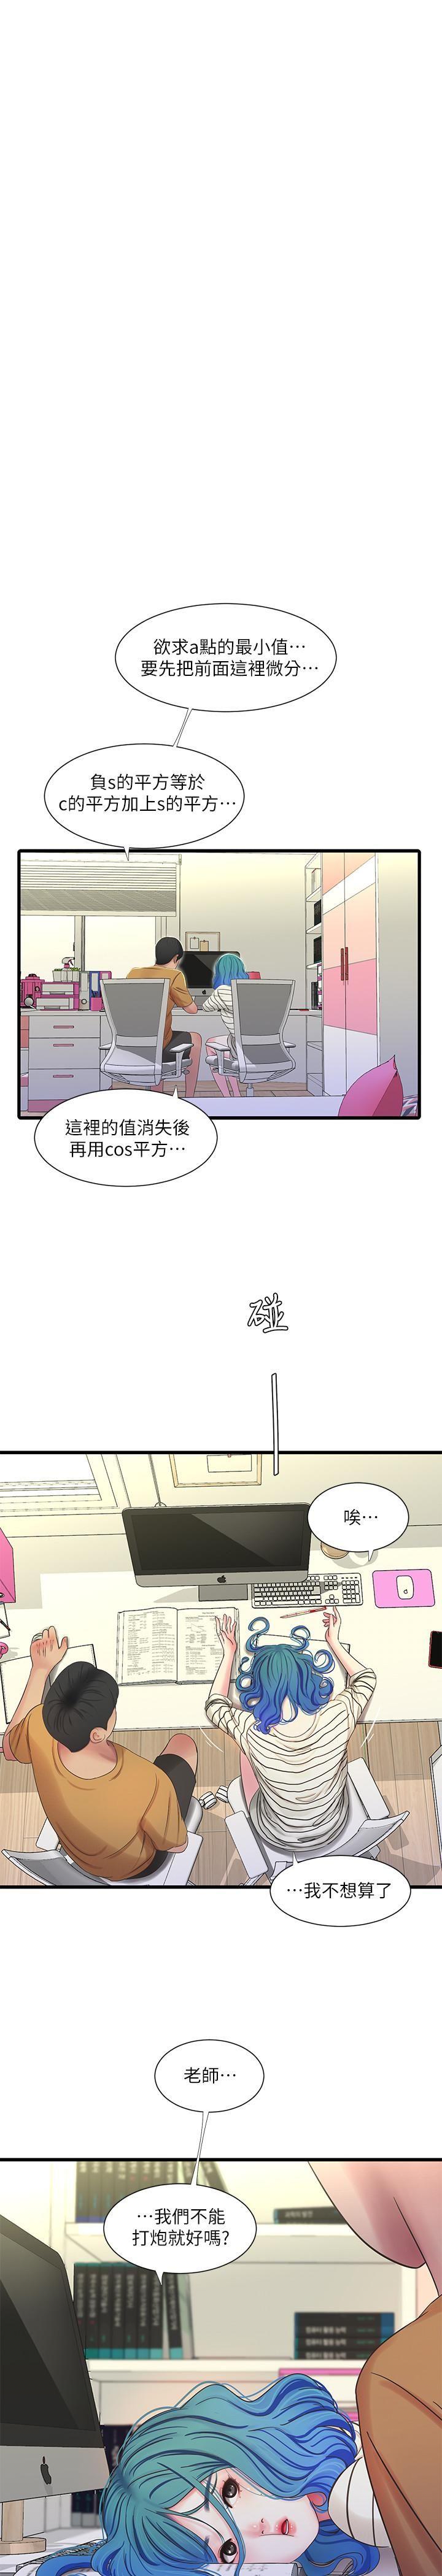 欲求a點的最小值…
要先把前面這裡微分…
負s的平方等於
c的平方加上s的平方…
這裡的值消失後
再用cos平方…
碰
唉…
…我不想算了
老師…
…我們不能
打炮就好嗎?